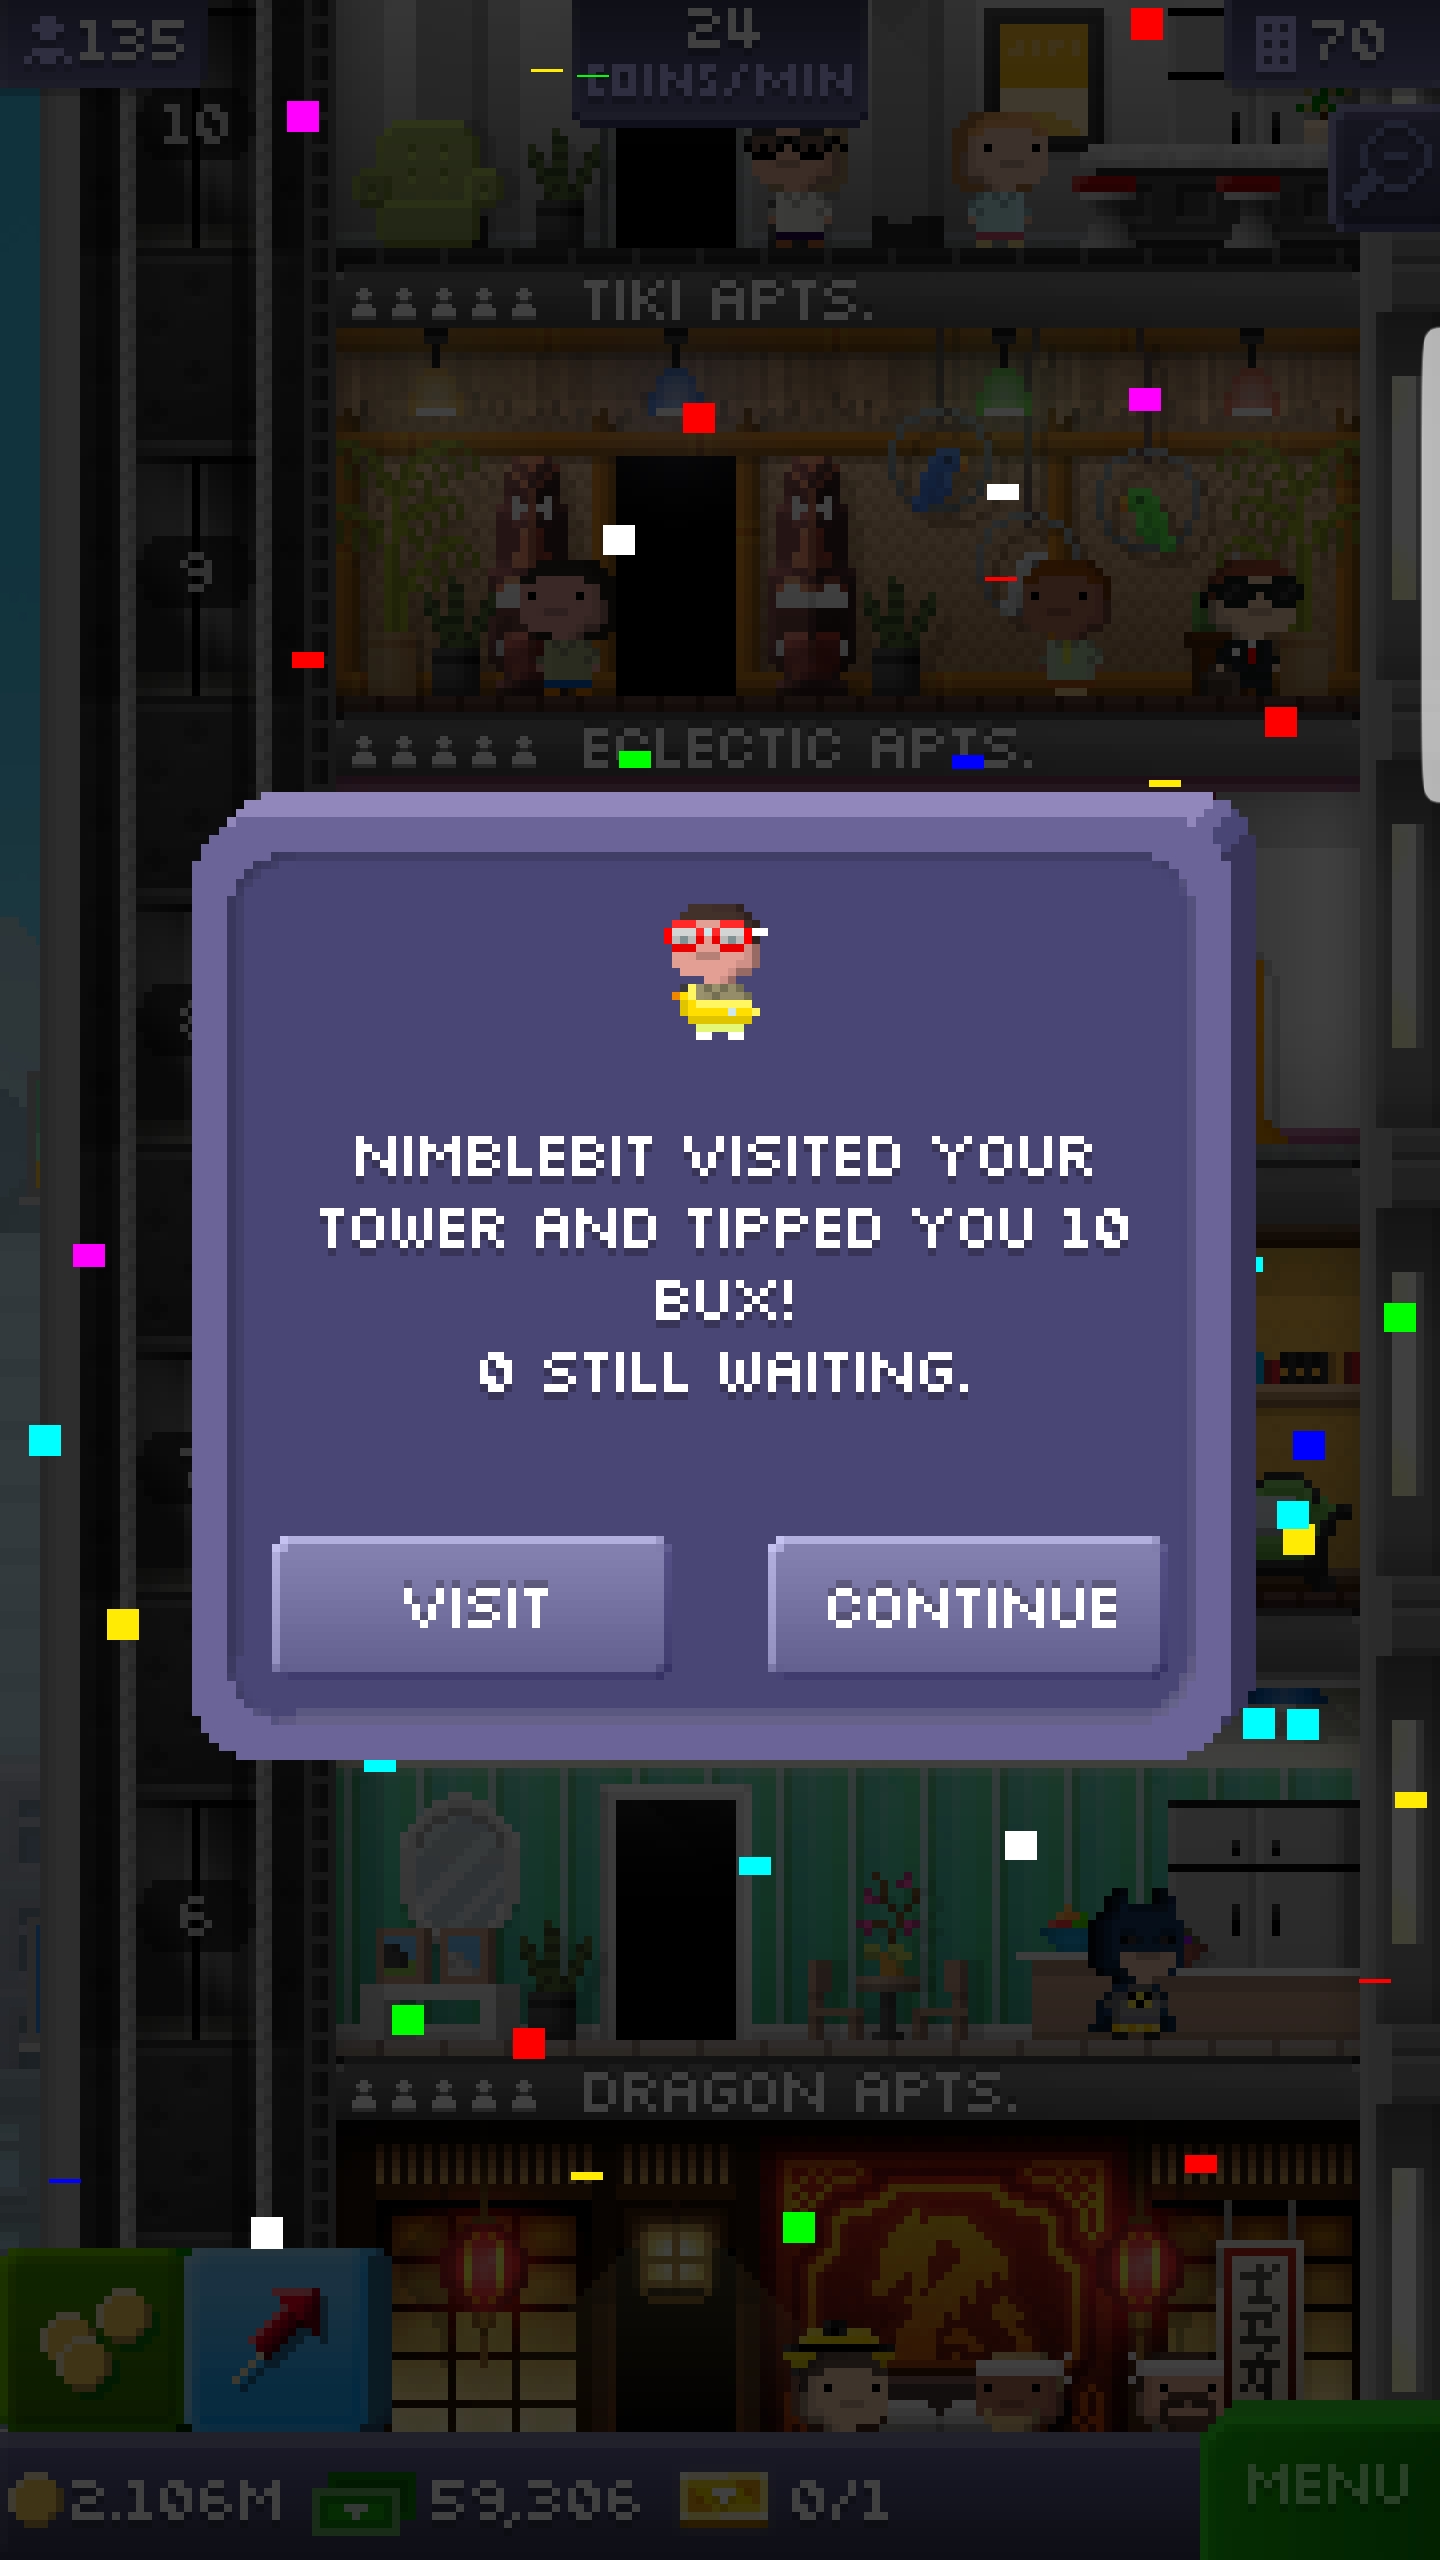 135
24
COINS/MIN
70
10
TIKI APTS.
9
ECLECTIC APTS.
NIMBLEBIT VISITED YOUR
TOWER AND TIPPED YOU 10
BUX!
0 STILL WAITING.
VISIT
CONTINUE
6
DRAGON APTS.
2.106M
59,306
0/1
MENU